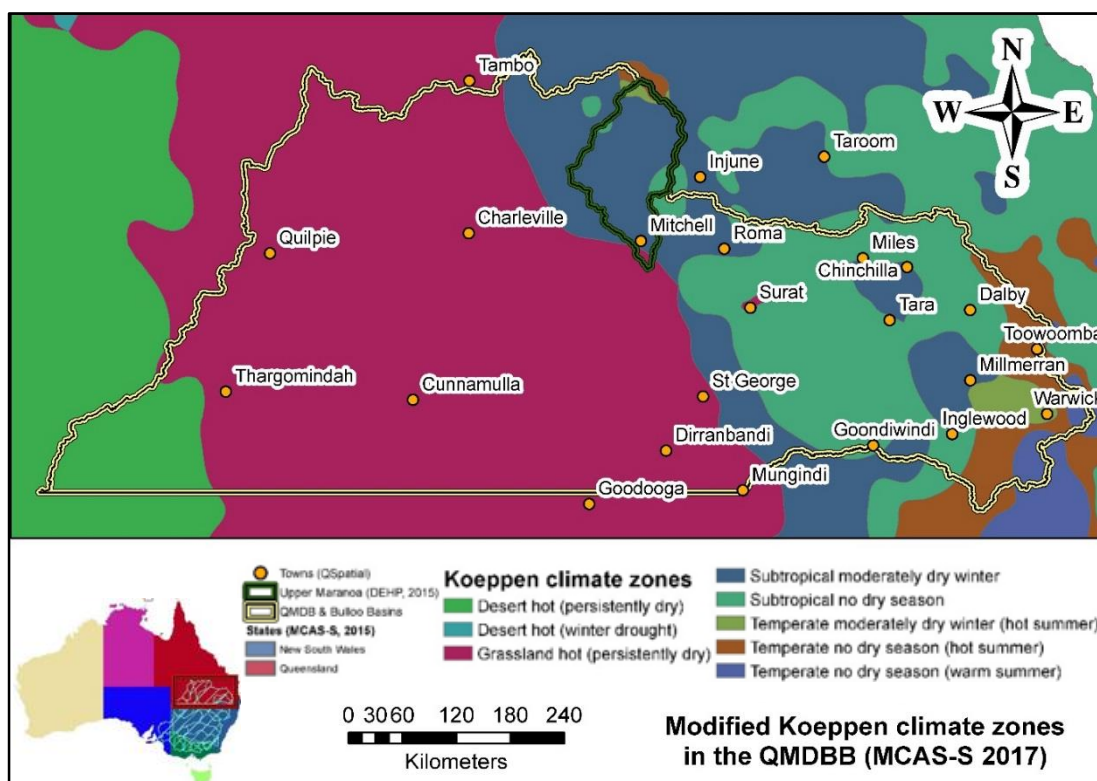 N
W
E
S
Tambo
Taroom
Injune
Charleville
Mitchell
Roma
Quilpie
Miles
Chinchilla
Surat
Tara
Dalby
Toowoomba
Thargomindah
Cunnamulla
St George
Millmerran
Warwick
Inglewood
Goondiwindi
Dirranbandi
Mungindi
Goodooga
Towns (QSpatial)
Upper Maranoa (DEHP, 2015)
QMDB & Bulloo Basins
States (MCAS-S, 2015)
New South Wales
Queensland
Koeppen climate zones
Desert hot (persistently dry)
Desert hot (winter drought)
Grassland hot (persistently dry)
Subtropical moderately dry winter
Subtropical no dry season
Temperate moderately dry winter (hot summer)
Temperate no dry season (hot summer)
Temperate no dry season (warm summer)
0 30 60 120 180 240
Kilometers
Modified Koeppen climate zones
in the QMDBB (MCAS-S 2017)